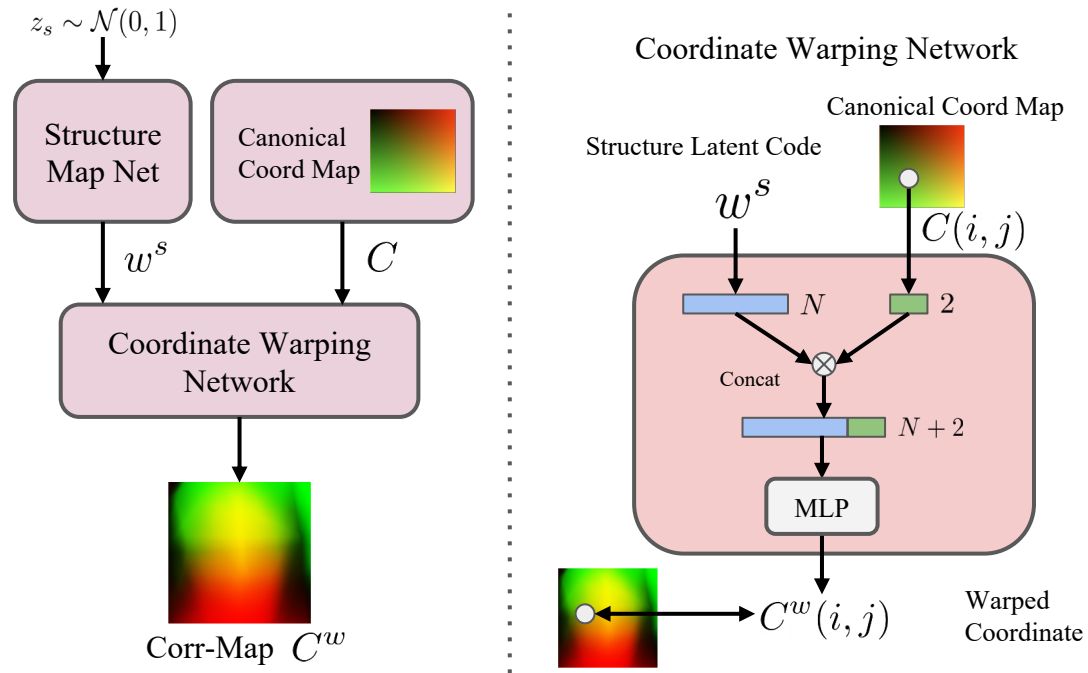 z_s ∼ 𝒩(0, 1)
Structure
Map Net
Canonical
Coord Map
w^s
C
Coordinate Warping
Network
Corr-Map C^w
Coordinate Warping Network
Canonical Coord Map
Structure Latent Code
w^s
C(i, j)
N
2
Concat
N + 2
MLP
C^w(i, j)
Warped
Coordinate